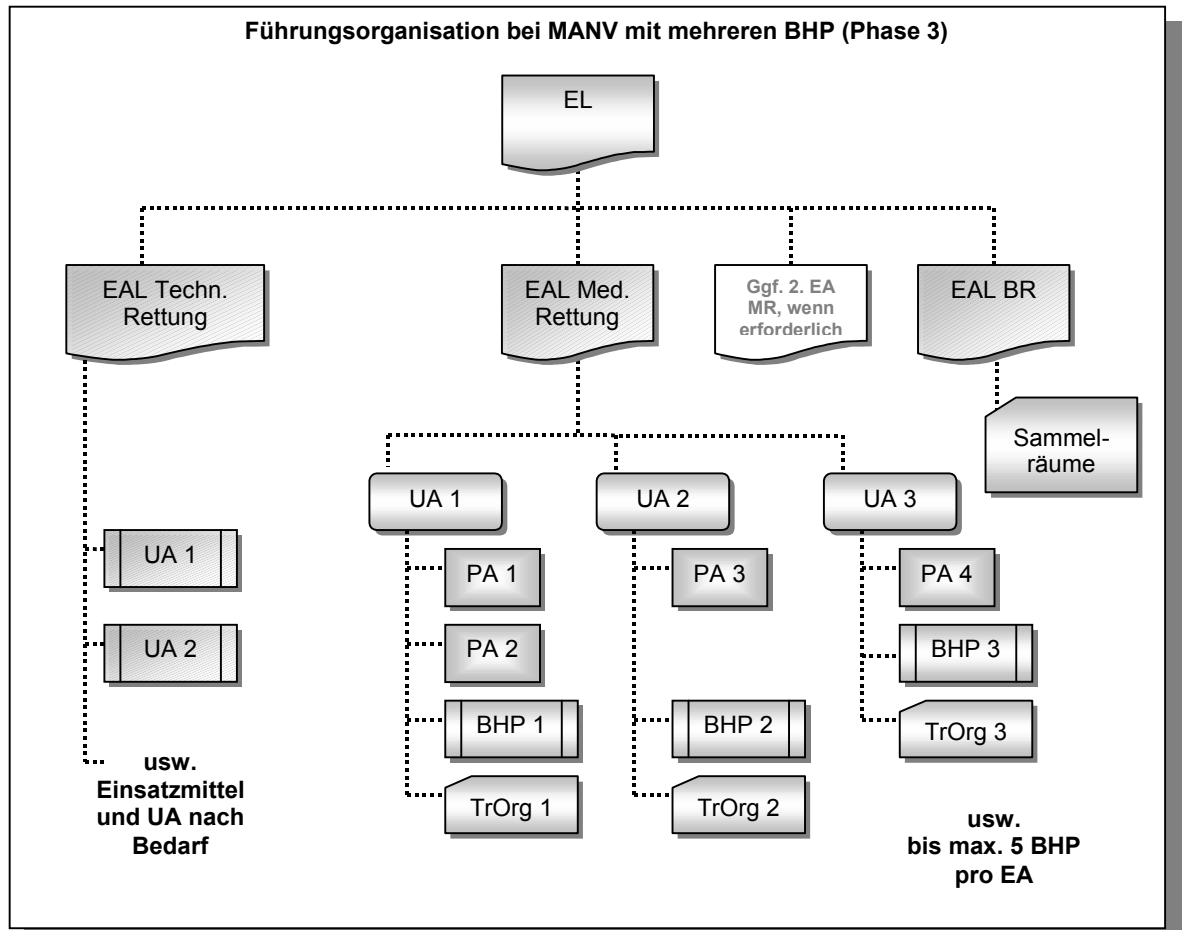 Führungsorganisation bei MANV mit mehreren BHP (Phase 3)
EL
EAL Techn.
Rettung
EAL Med.
Rettung
Ggf. 2. EA
MR, wenn
erforderlich
EAL BR
Sammel-
räume
UA 1
UA 2
usw.
Einsatzmittel
und UA nach
Bedarf
UA 1
PA 1
PA 2
BHP 1
TrOrg 1
UA 2
PA 3
BHP 2
TrOrg 2
UA 3
PA 4
BHP 3
TrOrg 3
usw.
bis max. 5 BHP
pro EA